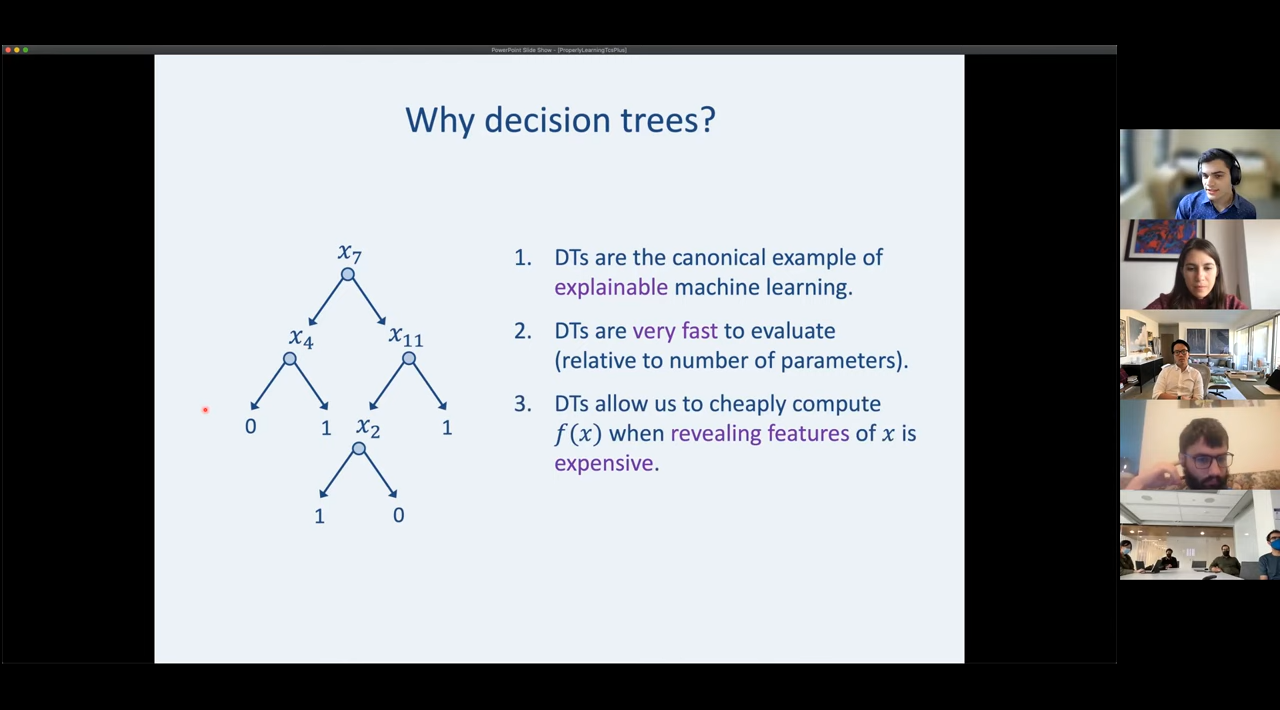 PowerPoint Slide Show - [ProperlyLearningTcsPlus]
Why decision trees?
x₇
x₄
x₁₁
0
1
x₂
1
1
0
1. DTs are the canonical example of
explainable machine learning.
2. DTs are very fast to evaluate
(relative to number of parameters).
3. DTs allow us to cheaply compute
f(x) when revealing features of x is
expensive.